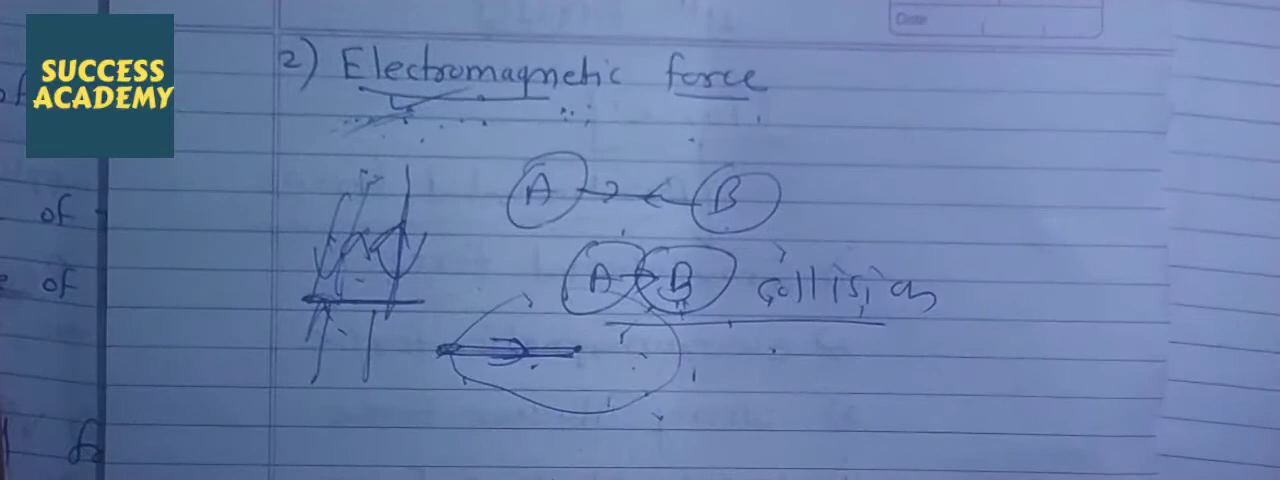 SUCCESS
ACADEMY
Date
2) Electromagnetic force
A B
of
A B collision
of